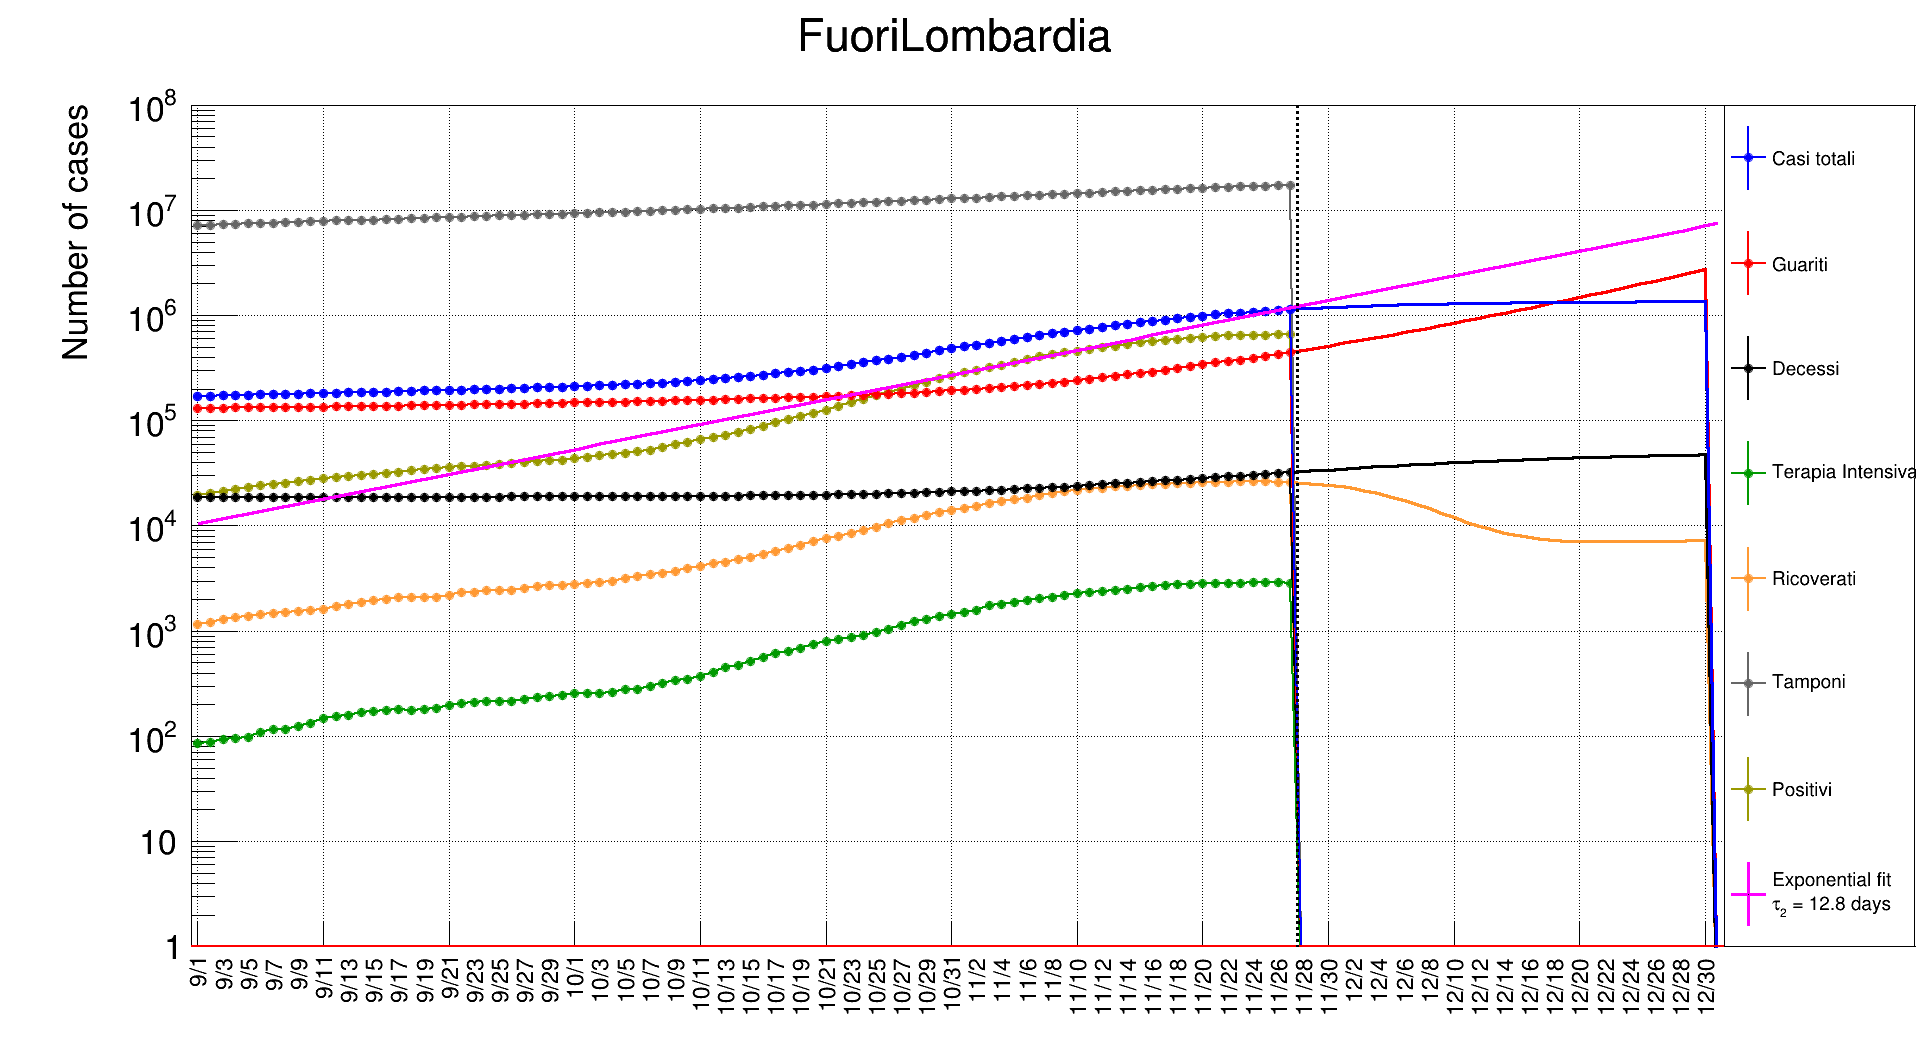 FuoriLombardia
Number of cases
10^8
10^7
10^6
10^5
10^4
10^3
10^2
10
1
9/1 9/3 9/5 9/7 9/9 9/11 9/13 9/15 9/17 9/19 9/21 9/23 9/25 9/27 9/29 10/1 10/3 10/5 10/7 10/9 10/11 10/13 10/15 10/17 10/19 10/21 10/23 10/25 10/27 10/29 10/31 11/2 11/4 11/6 11/8 11/10 11/12 11/14 11/16 11/18 11/20 11/22 11/24 11/26 11/28 11/30 12/2 12/4 12/6 12/8 12/10 12/12 12/14 12/16 12/18 12/20 12/22 12/24 12/26 12/28 12/30
Casi totali
Guariti
Decessi
Terapia Intensiva
Ricoverati
Tamponi
Positivi
Exponential fit
τ_2 = 12.8 days